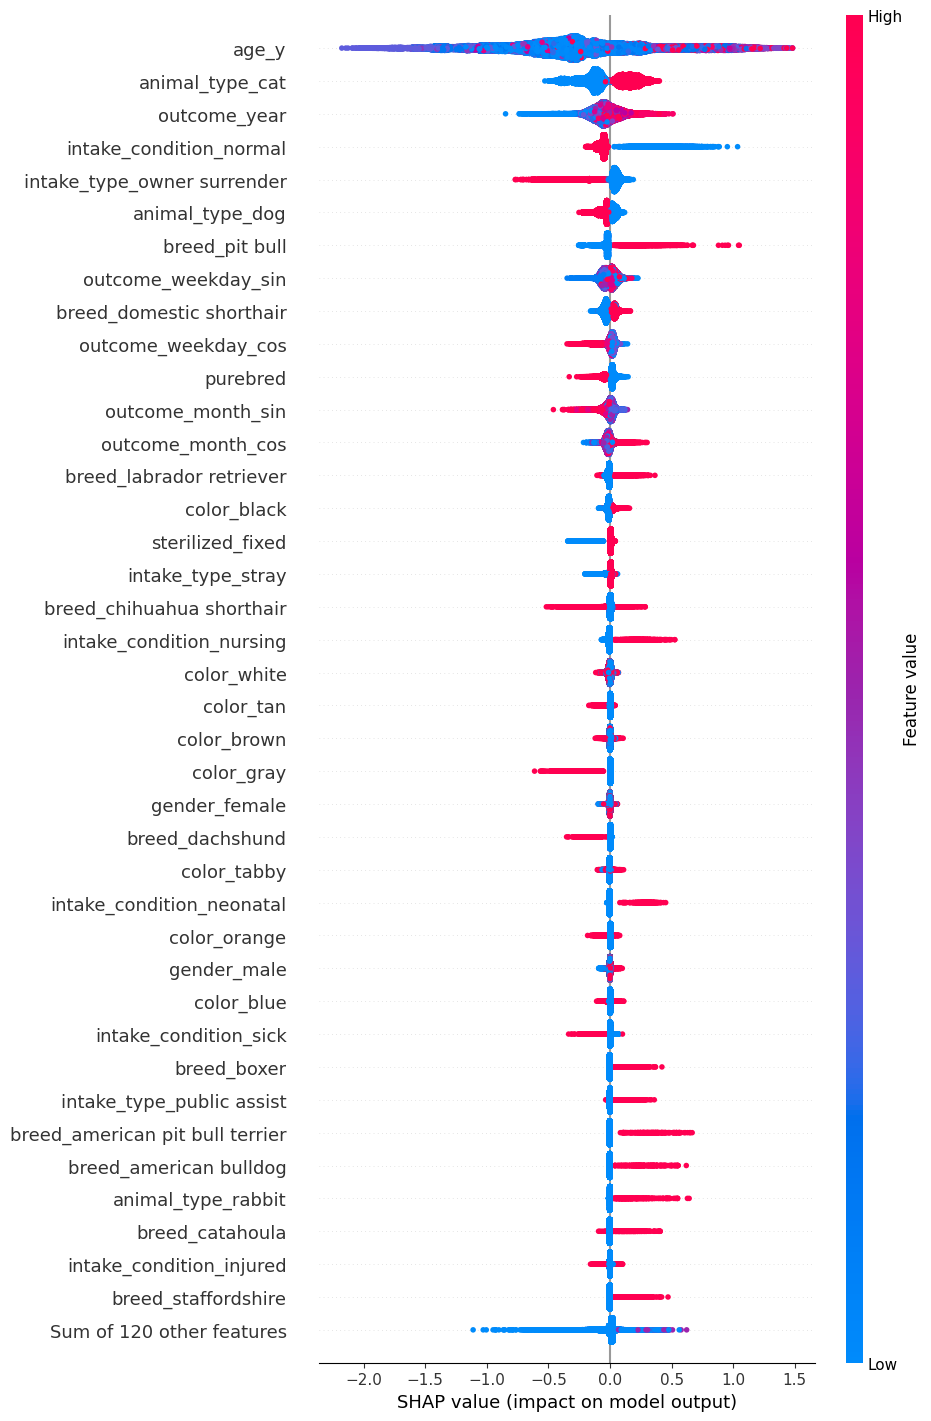 High
age_y
animal_type_cat
outcome_year
intake_condition_normal
intake_type_owner surrender
animal_type_dog
breed_pit bull
outcome_weekday_sin
breed_domestic shorthair
outcome_weekday_cos
purebred
outcome_month_sin
outcome_month_cos
breed_labrador retriever
color_black
sterilized_fixed
intake_type_stray
breed_chihuahua shorthair
intake_condition_nursing
color_white
color_tan
color_brown
color_gray
gender_female
breed_dachshund
color_tabby
intake_condition_neonatal
color_orange
gender_male
color_blue
intake_condition_sick
breed_boxer
intake_type_public assist
breed_american pit bull terrier
breed_american bulldog
animal_type_rabbit
breed_catahoula
intake_condition_injured
breed_staffordshire
Sum of 120 other features
Feature value
Low
−2.0 −1.5 −1.0 −0.5 0.0 0.5 1.0 1.5
SHAP value (impact on model output)